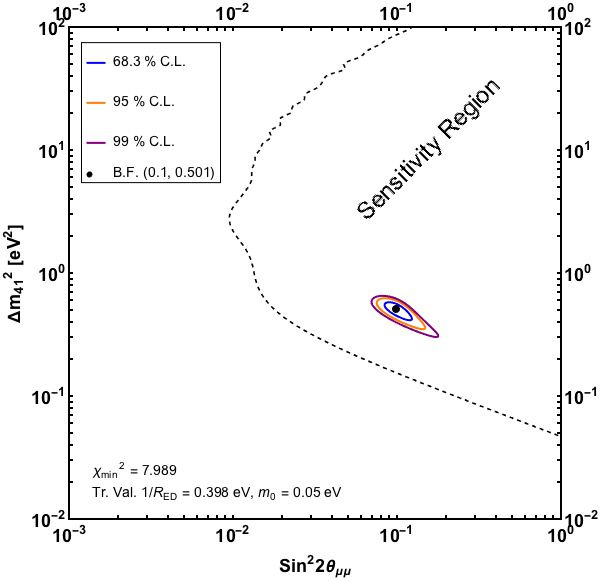 10⁻³ 10⁻² 10⁻¹ 10⁰
10² 10²
68.3 % C.L.
95 % C.L.
99 % C.L.
B.F. (0.1, 0.501)
Sensitivity Region
10¹ 10¹
10⁰ 10⁰
10⁻¹ 10⁻¹
10⁻² 10⁻²
Δm₄₁² [eV²]
χmin² = 7.989
Tr. Val. 1/R_ED = 0.398 eV, m₀ = 0.05 eV
10⁻³ 10⁻² 10⁻¹ 10⁰
Sin²2θμμ